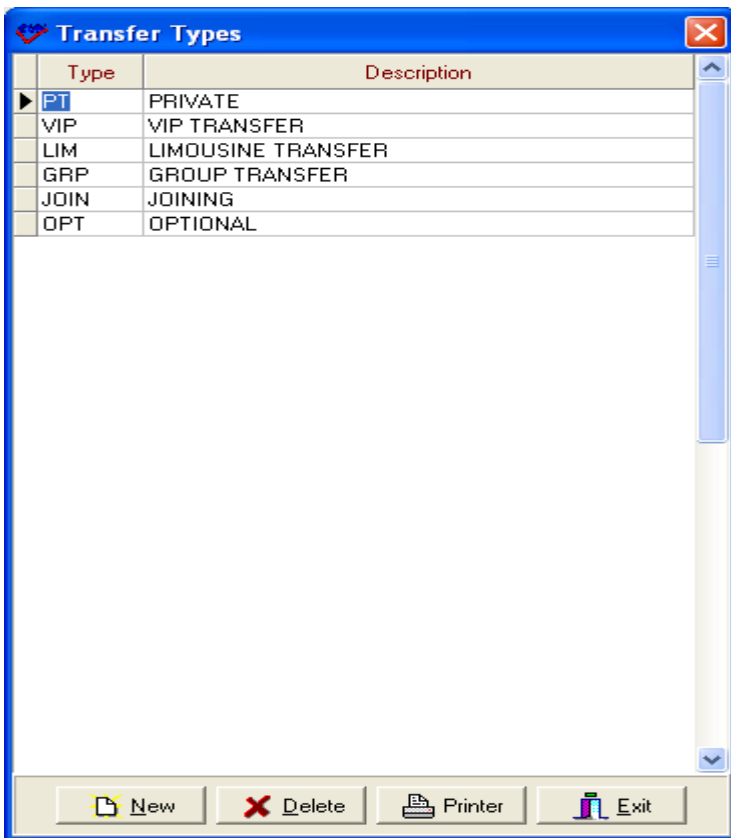 Transfer Types
Type Description
PT PRIVATE
VIP VIP TRANSFER
LIM LIMOUSINE TRANSFER
GRP GROUP TRANSFER
JOIN JOINING
OPT OPTIONAL
New Delete Printer Exit